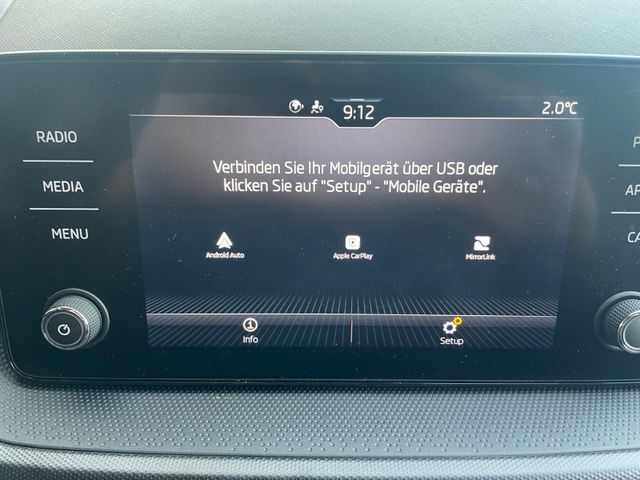 9:12
2.0°C
RADIO
MEDIA
MENU
Verbinden Sie Ihr Mobilgerät über USB oder
klicken Sie auf "Setup" - "Mobile Geräte".
Android Auto
Apple CarPlay
MirrorLink
Info
Setup